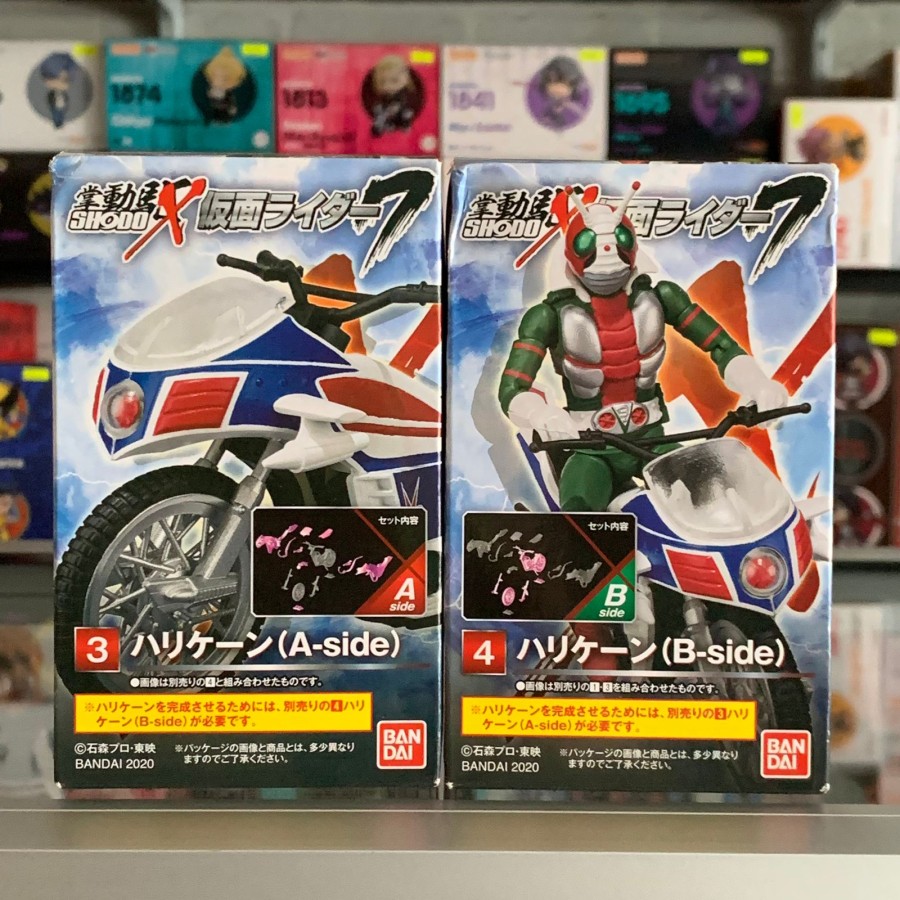 1874
1813
1841
1895
掌動駆
SHODO X
仮面ライダー7
セット内容
A
side
3 ハリケーン(A-side)
●画像は別売りの4と組み合わせたものです。
※ハリケーンを完成させるためには、別売りの4ハリ
ケーン(B-side)が必要です。
©石森プロ・東映
BANDAI 2020
※パッケージの画像と商品とは、多少異なり
ますのでご了承ください。
BAN
DAI
掌動駆
SHODO X
仮面ライダー7
セット内容
B
side
4 ハリケーン(B-side)
●画像は別売りの1・3を組み合わせたものです。
※ハリケーンを完成させるためには、別売りの3ハリ
ケーン(A-side)が必要です。
©石森プロ・東映
BANDAI 2020
※パッケージの画像と商品とは、多少異なり
ますのでご了承ください。
BAN
DAI